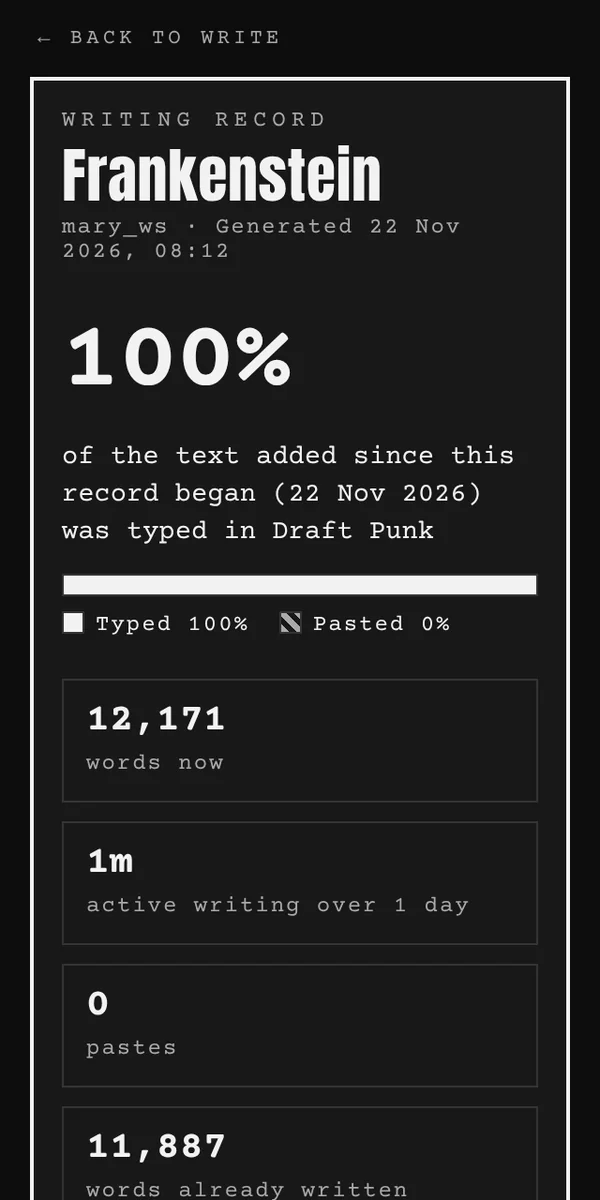 ← BACK TO WRITE
WRITING RECORD
Frankenstein
mary_ws · Generated 22 Nov
2026, 08:12
100%
of the text added since this
record began (22 Nov 2026)
was typed in Draft Punk
Typed 100% Pasted 0%
12,171
words now
1m
active writing over 1 day
0
pastes
11,887
words already written